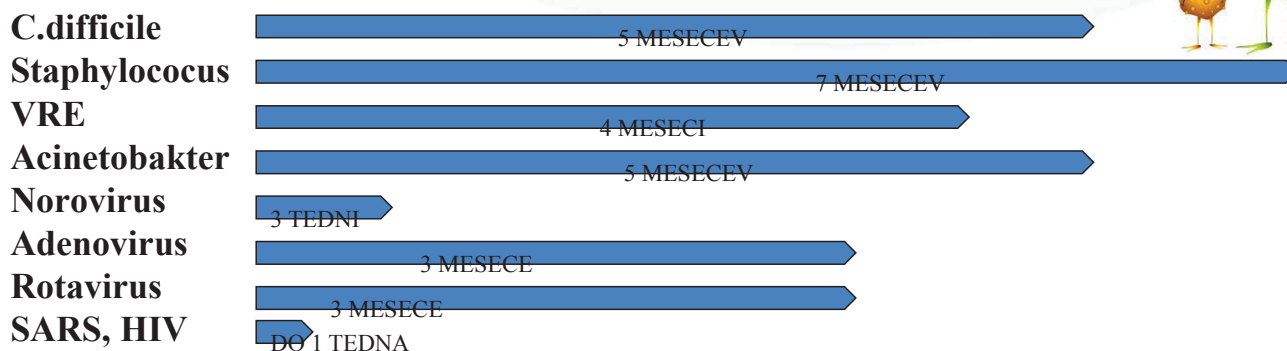 C.difficile
5 MESECEV
Staphylococus
7 MESECEV
VRE
4 MESECI
Acinetobakter
5 MESECEV
Norovirus
3 TEDNI
Adenovirus
3 MESECE
Rotavirus
3 MESECE
SARS, HIV
DO 1 TEDNA